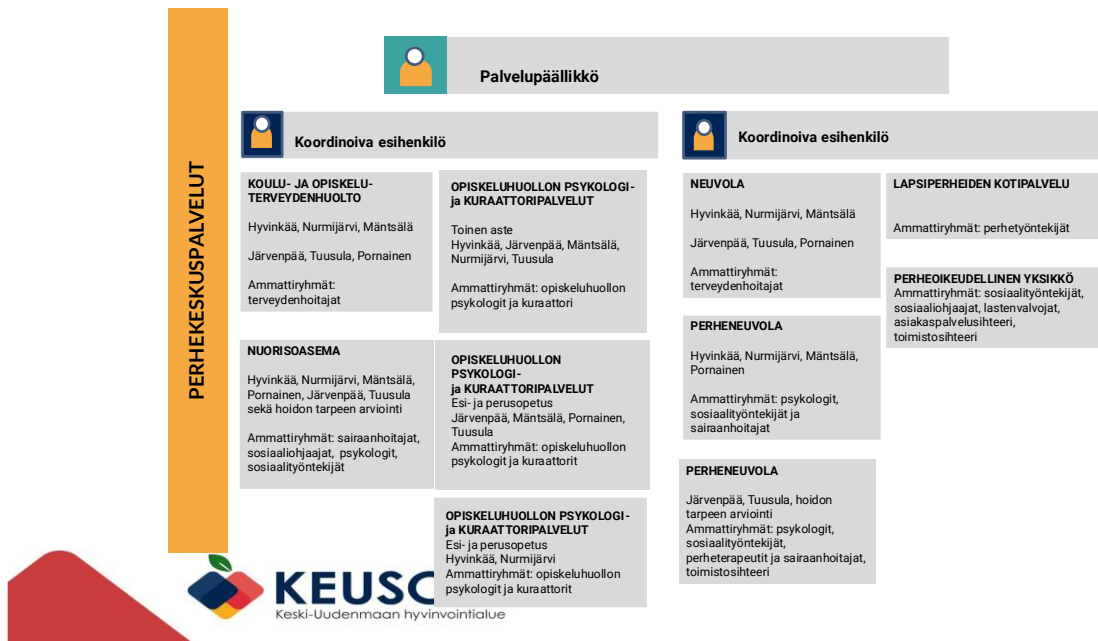 PERHEKESKUSPALVELUT
Palvelupäällikkö
Koordinoiva esihenkilö
KOULU- JA OPISKELU-
TERVEYDENHUOLTO
Hyvinkää, Nurmijärvi, Mäntsälä
Järvenpää, Tuusula, Pornainen
Ammattiryhmät:
terveydenhoitajat
OPISKELUHUOLLON PSYKOLOGI-
ja KURAATTORIPALVELUT
Toinen aste
Hyvinkää, Järvenpää, Mäntsälä,
Nurmijärvi, Tuusula
Ammattiryhmät: opiskeluhuollon
psykologit ja kuraattori
NUORISOASEMA
Hyvinkää, Nurmijärvi, Mäntsälä,
Pornainen, Järvenpää, Tuusula
sekä hoidon tarpeen arviointi
Ammattiryhmät: sairaanhoitajat,
sosiaaliohjaajat, psykologit,
sosiaalityöntekijät
OPISKELUHUOLLON
PSYKOLOGI-
ja KURAATTORIPALVELUT
Esi- ja perusopetus
Järvenpää, Mäntsälä, Pornainen,
Tuusula
Ammattiryhmät: opiskeluhuollon
psykologit ja kuraattorit
OPISKELUHUOLLON PSYKOLOGI-
ja KURAATTORIPALVELUT
Esi- ja perusopetus
Hyvinkää, Nurmijärvi
Ammattiryhmät: opiskeluhuollon
psykologit ja kuraattorit
Koordinoiva esihenkilö
NEUVOLA
Hyvinkää, Nurmijärvi, Mäntsälä
Järvenpää, Tuusula, Pornainen
Ammattiryhmät:
terveydenhoitajat
LAPSIPERHEIDEN KOTIPALVELU
Ammattiryhmät: perhetyöntekijät
PERHEOIKEUDELLINEN YKSIKKÖ
Ammattiryhmät: sosiaalityöntekijät,
sosiaaliohjaajat, lastenvalvojat,
asiakaspalvelusihteeri,
toimistosihteeri
PERHENEUVOLA
Hyvinkää, Nurmijärvi, Mäntsälä,
Pornainen
Ammattiryhmät: psykologit,
sosiaalityöntekijät ja
sairaanhoitajat
PERHENEUVOLA
Järvenpää, Tuusula, hoidon
tarpeen arviointi
Ammattiryhmät: psykologit,
sosiaalityöntekijät,
perheterapeutit ja sairaanhoitajat,
toimistosihteeri
KEUSO
Keski-Uudenmaan hyvinvointialue